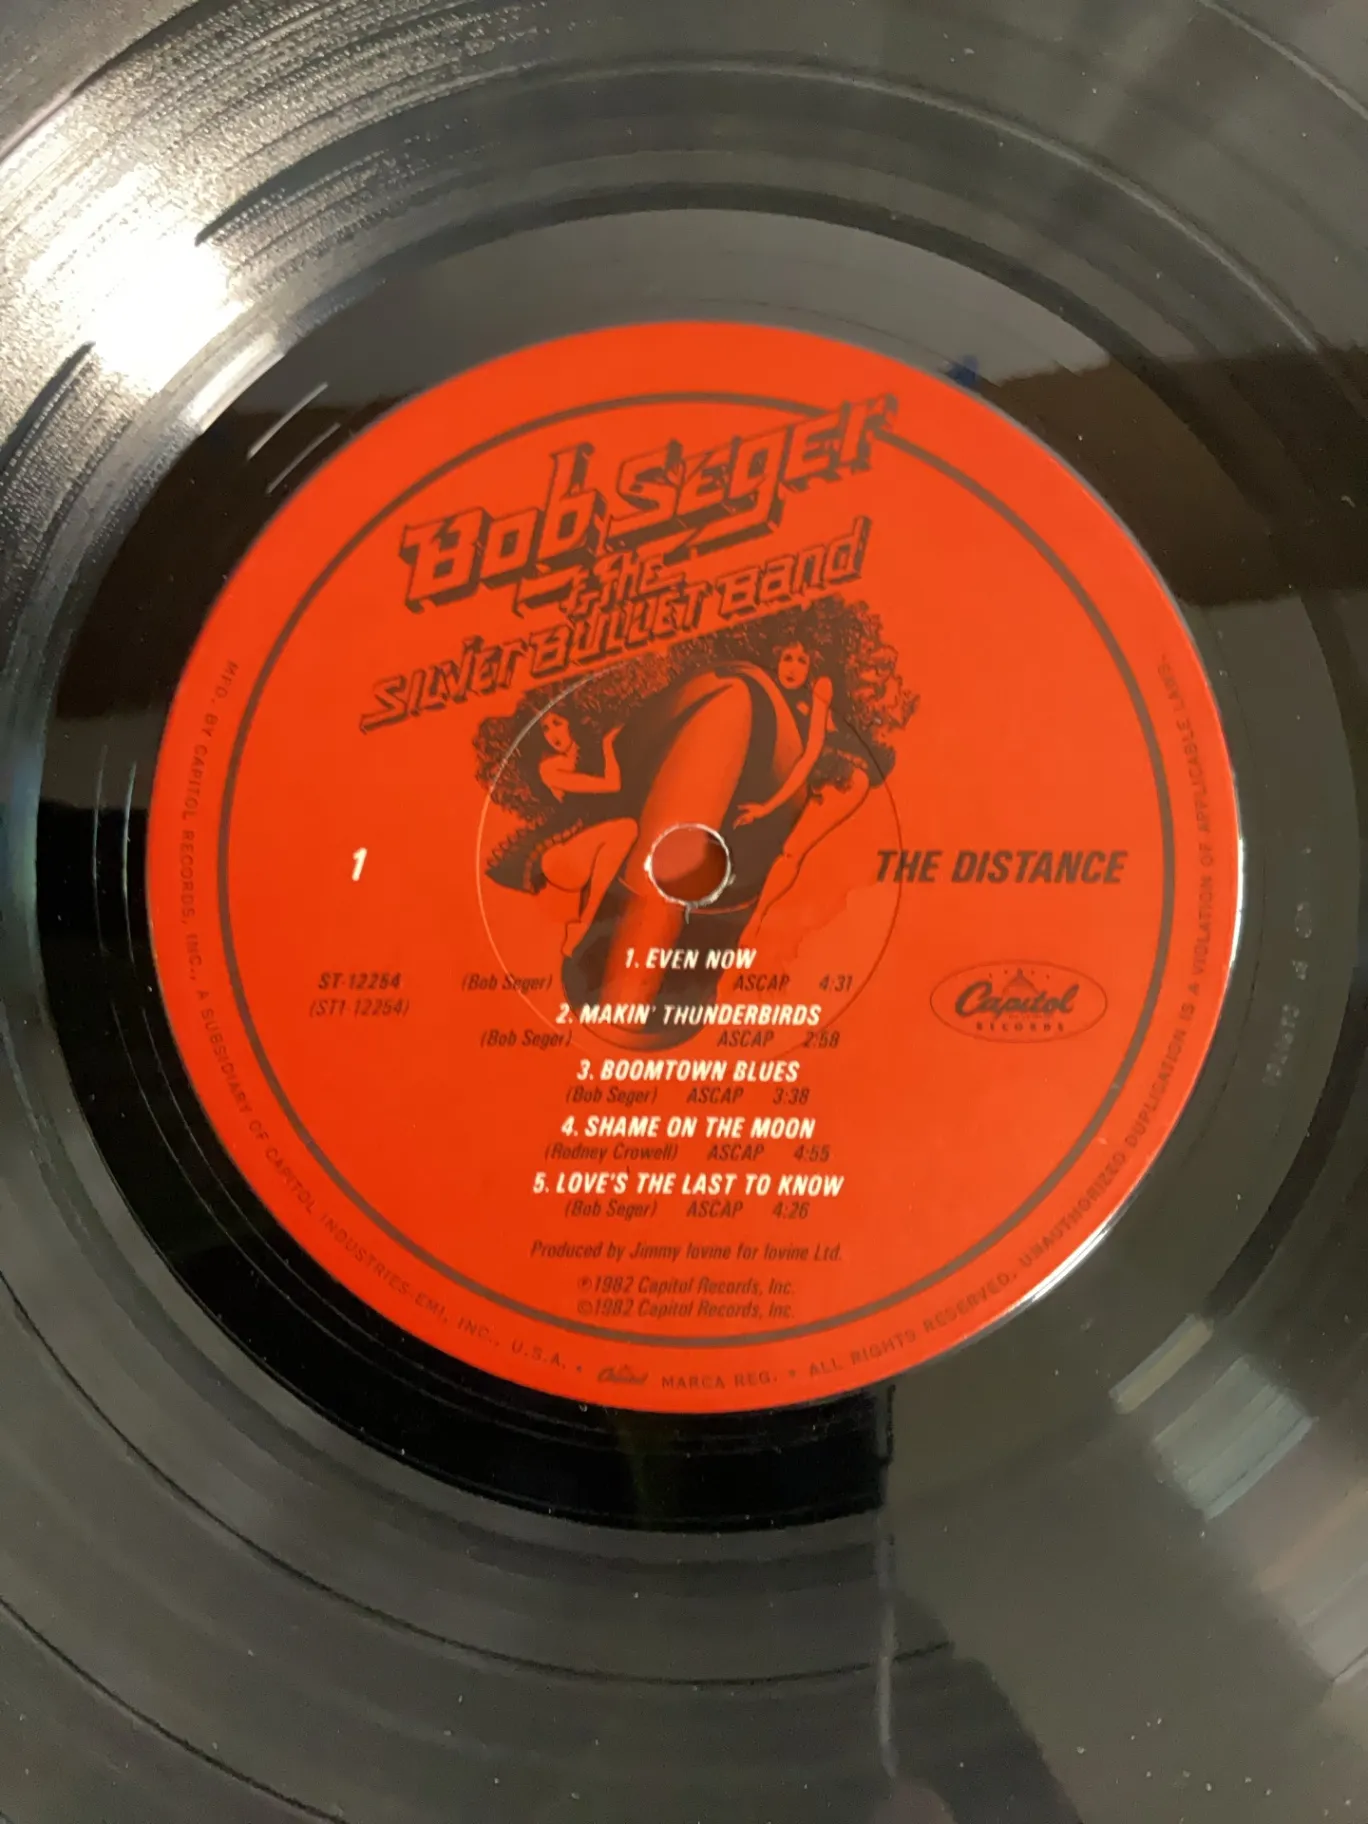 Bob Seger
& the
Silver Bullet Band
1
THE DISTANCE
1. EVEN NOW
ST-12254
(ST1-12254)
(Bob Seger) ASCAP 4:31
2. MAKIN' THUNDERBIRDS
(Bob Seger) ASCAP 2:58
3. BOOMTOWN BLUES
(Bob Seger) ASCAP 3:38
4. SHAME ON THE MOON
(Rodney Crowell) ASCAP 4:55
5. LOVE'S THE LAST TO KNOW
(Bob Seger) ASCAP 4:26
Capitol
RECORDS
Produced by Jimmy Iovine for Iovine Ltd.
℗1982 Capitol Records, Inc.
©1982 Capitol Records, Inc.
MFD. BY CAPITOL RECORDS, INC., A SUBSIDIARY OF CAPITOL INDUSTRIES-EMI, INC., U.S.A. • Capitol MARCA REG. • ALL RIGHTS RESERVED. UNAUTHORIZED DUPLICATION IS A VIOLATION OF APPLICABLE LAWS.